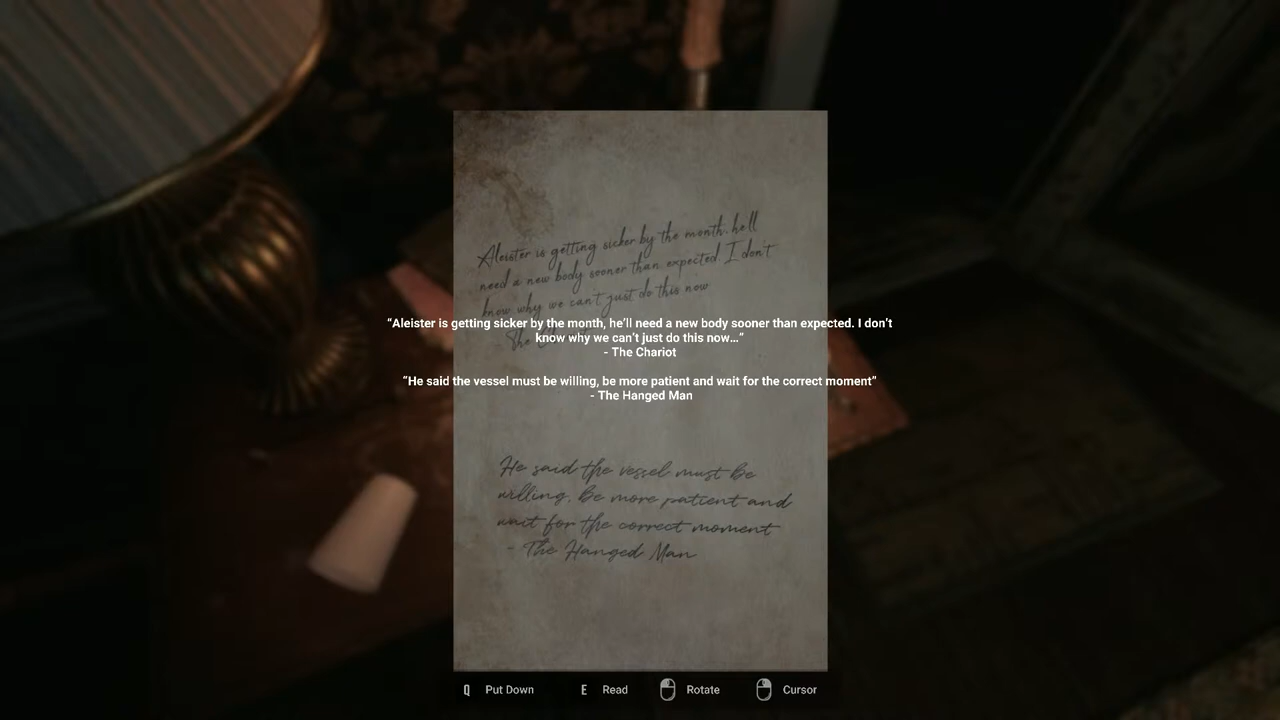 Aleister is getting sicker by the month, he'll
need a new body sooner than expected. I don't
know why we can't just do this now
“Aleister is getting sicker by the month, he’ll need a new body sooner than expected. I don’t
know why we can’t just do this now...”
The
- The Chariot
“He said the vessel must be willing, be more patient and wait for the correct moment”
- The Hanged Man
He said the vessel must be
willing, be more patient and
wait for the correct moment
- The Hanged Man
Q Put Down E Read Rotate Cursor